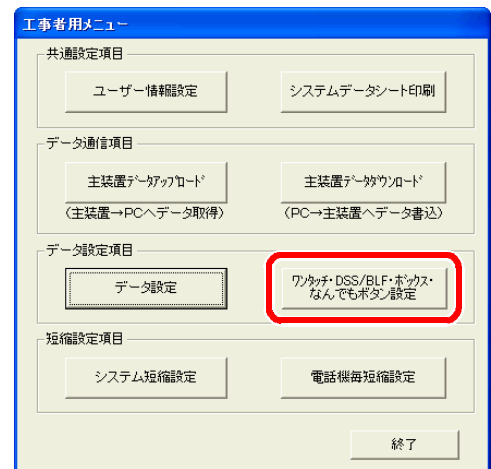 工事者用メニュー
共通設定項目
ユーザー情報設定
システムデータシート印刷
データ通信項目
主装置ﾃﾞｰﾀｱｯﾌﾟﾛｰﾄﾞ
主装置ﾃﾞｰﾀﾀﾞｳﾝﾛｰﾄﾞ
(主装置→PCへデータ取得)
(PC→主装置へデータ書込)
データ設定項目
データ設定
ﾜﾝﾀｯﾁ・DSS/BLF・ﾎﾞｯｸｽ・
なんでもボタン設定
短縮設定項目
システム短縮設定
電話機毎短縮設定
終了